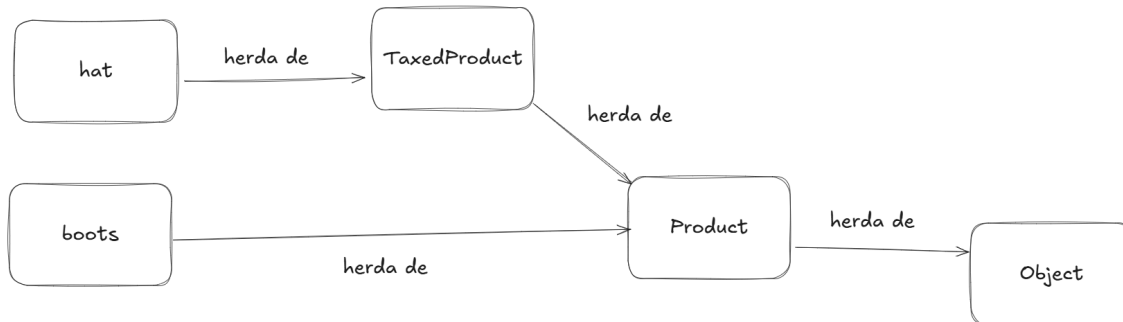 hat
herda de
TaxedProduct
herda de
boots
herda de
Product
herda de
Object